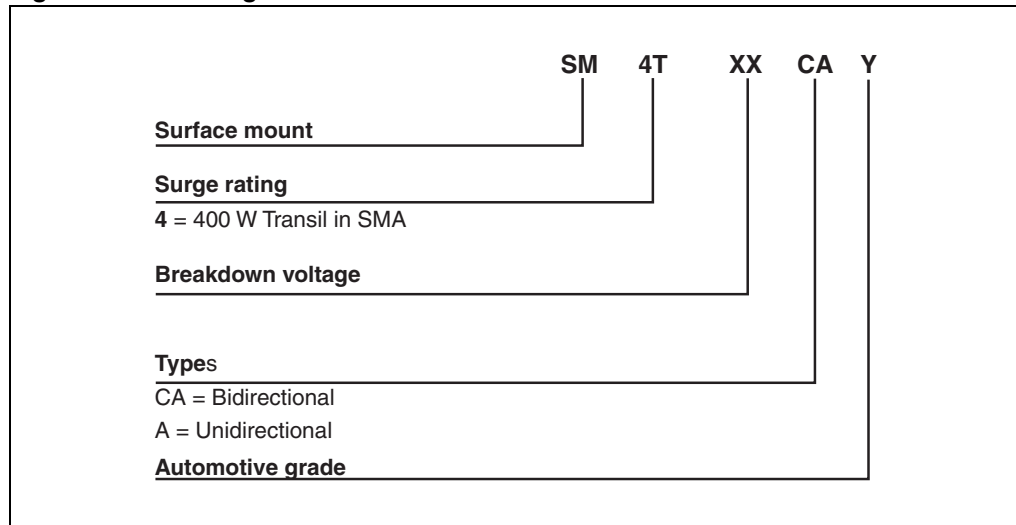 SM 4T XX CA Y
Surface mount
Surge rating
4 = 400 W Transil in SMA
Breakdown voltage
Types
CA = Bidirectional
A = Unidirectional
Automotive grade